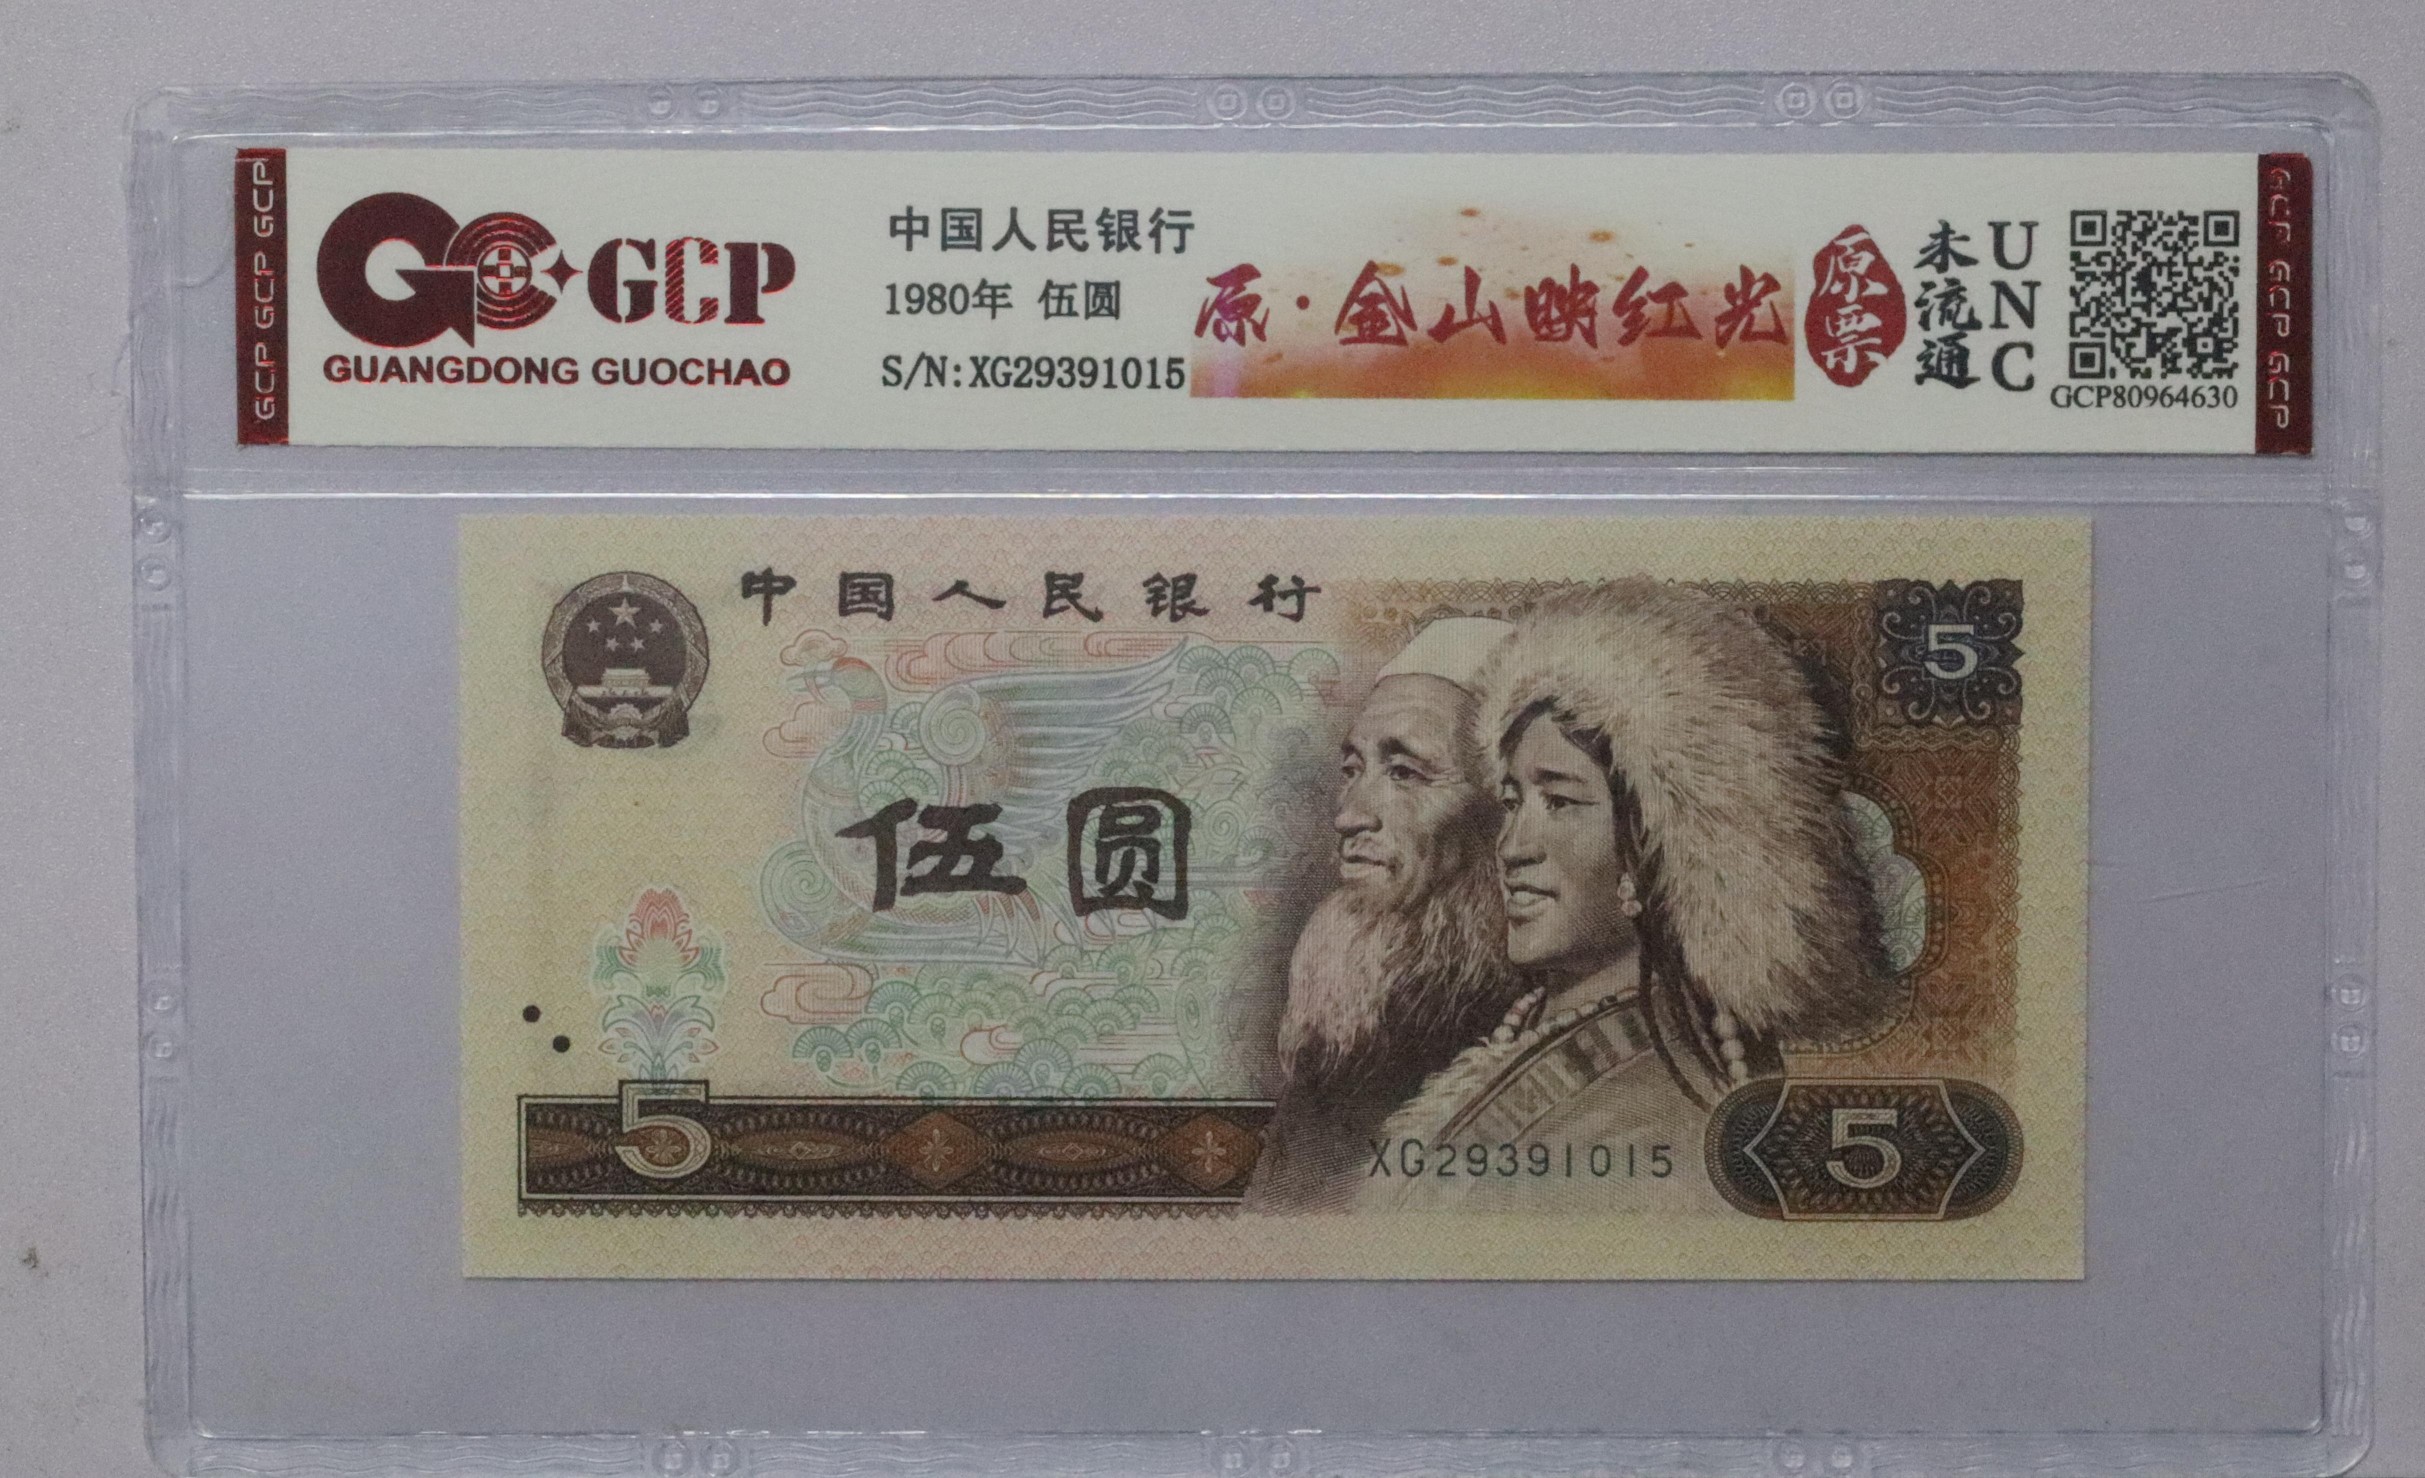 GCP GCP GCP
GCP
GUANGDONG GUOCHAO
中国人民银行
1980年 伍圆
S/N:XG29391015
原·金山映红光
原票
未流通
UNC
GCP80964630
GCP GCP GCP
中国人民银行
5
伍圆
5
XG29391015
5